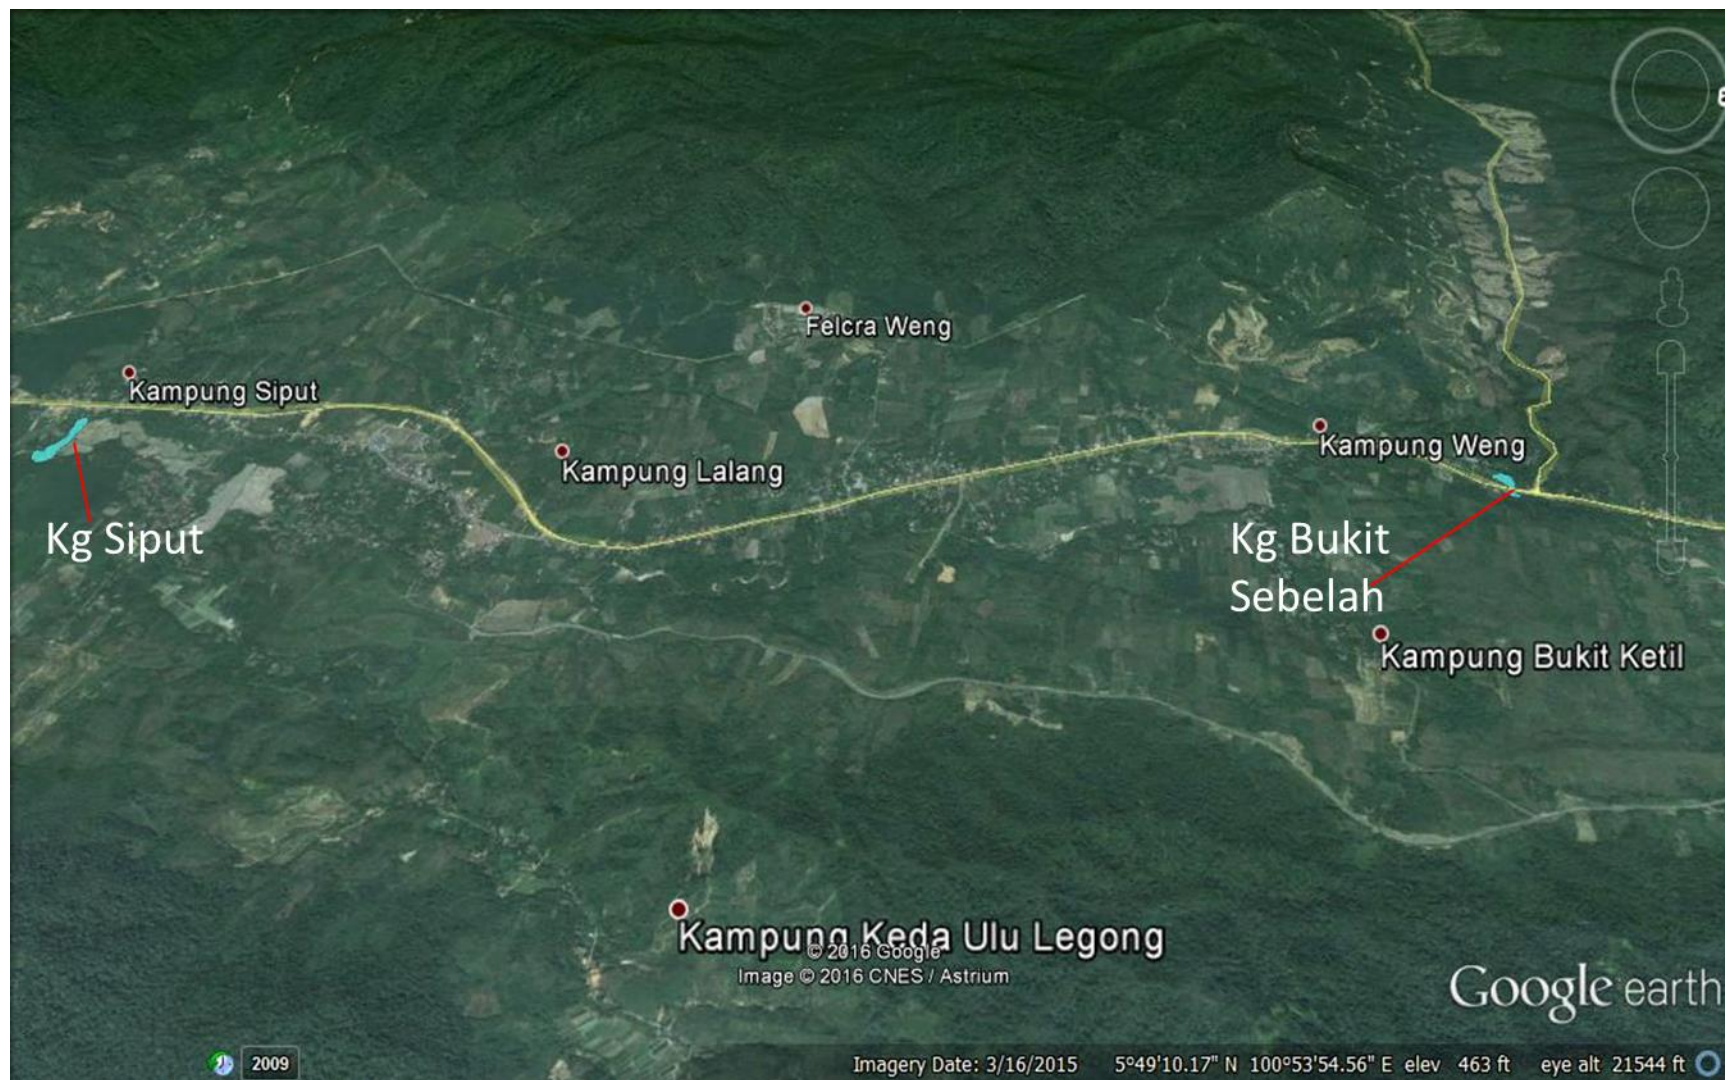 Felcra Weng
Kampung Siput
Kampung Weng
Kampung Lalang
Kg Siput
Kg Bukit
Sebelah
Kampung Bukit Ketil
Kampung Keda Ulu Legong
© 2016 Google
Image © 2016 CNES / Astrium
Google earth
2009
Imagery Date: 3/16/2015 5°49'10.17" N 100°53'54.56" E elev 463 ft eye alt 21544 ft